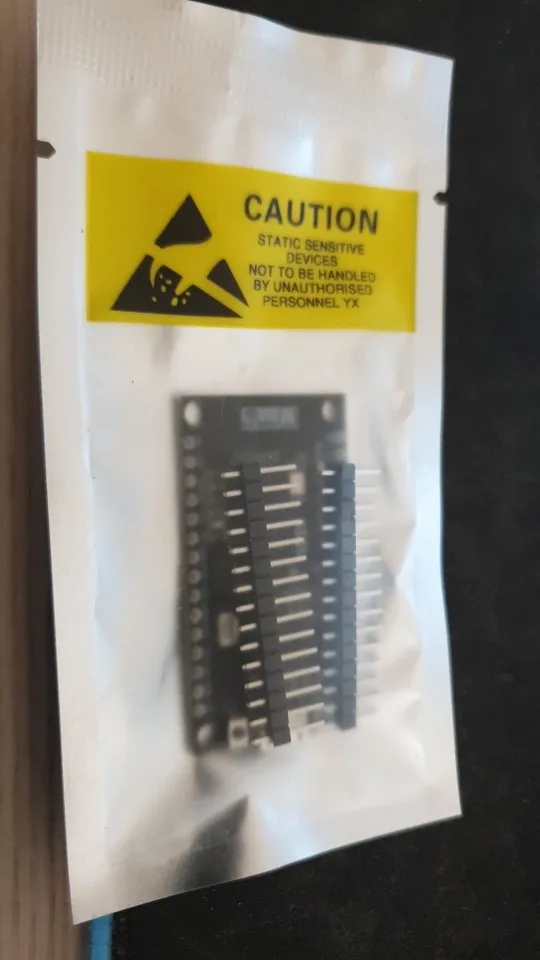 CAUTION
STATIC SENSITIVE
DEVICES
NOT TO BE HANDLED
BY UNAUTHORISED
PERSONNEL YX